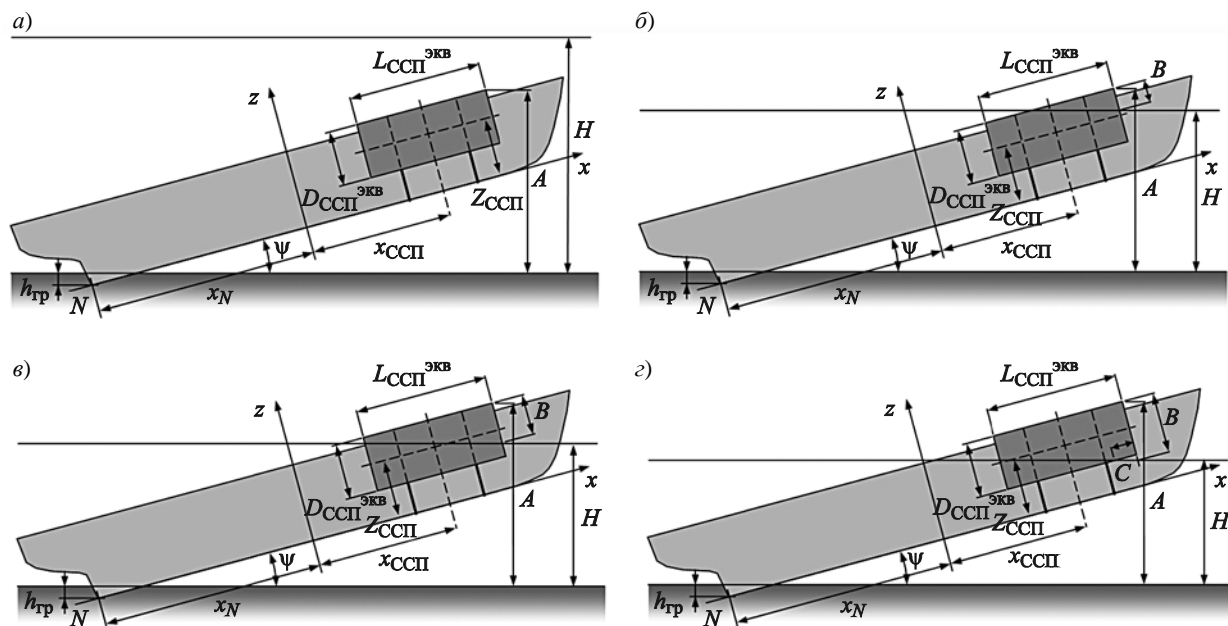 а)
L_ССП^экв
z
H
x
A
D_ССП^экв
Z_ССП
ψ
x_ССП
h_гр
N
x_N
б)
L_ССП^экв
B
z
x
A
H
D_ССП^экв
Z_ССП
ψ
x_ССП
h_гр
N
x_N
в)
L_ССП^экв
B
z
x
A
H
D_ССП^экв
Z_ССП
ψ
x_ССП
h_гр
N
x_N
г)
L_ССП^экв
B
z
C
x
A
H
D_ССП^экв
Z_ССП
ψ
x_ССП
h_гр
N
x_N